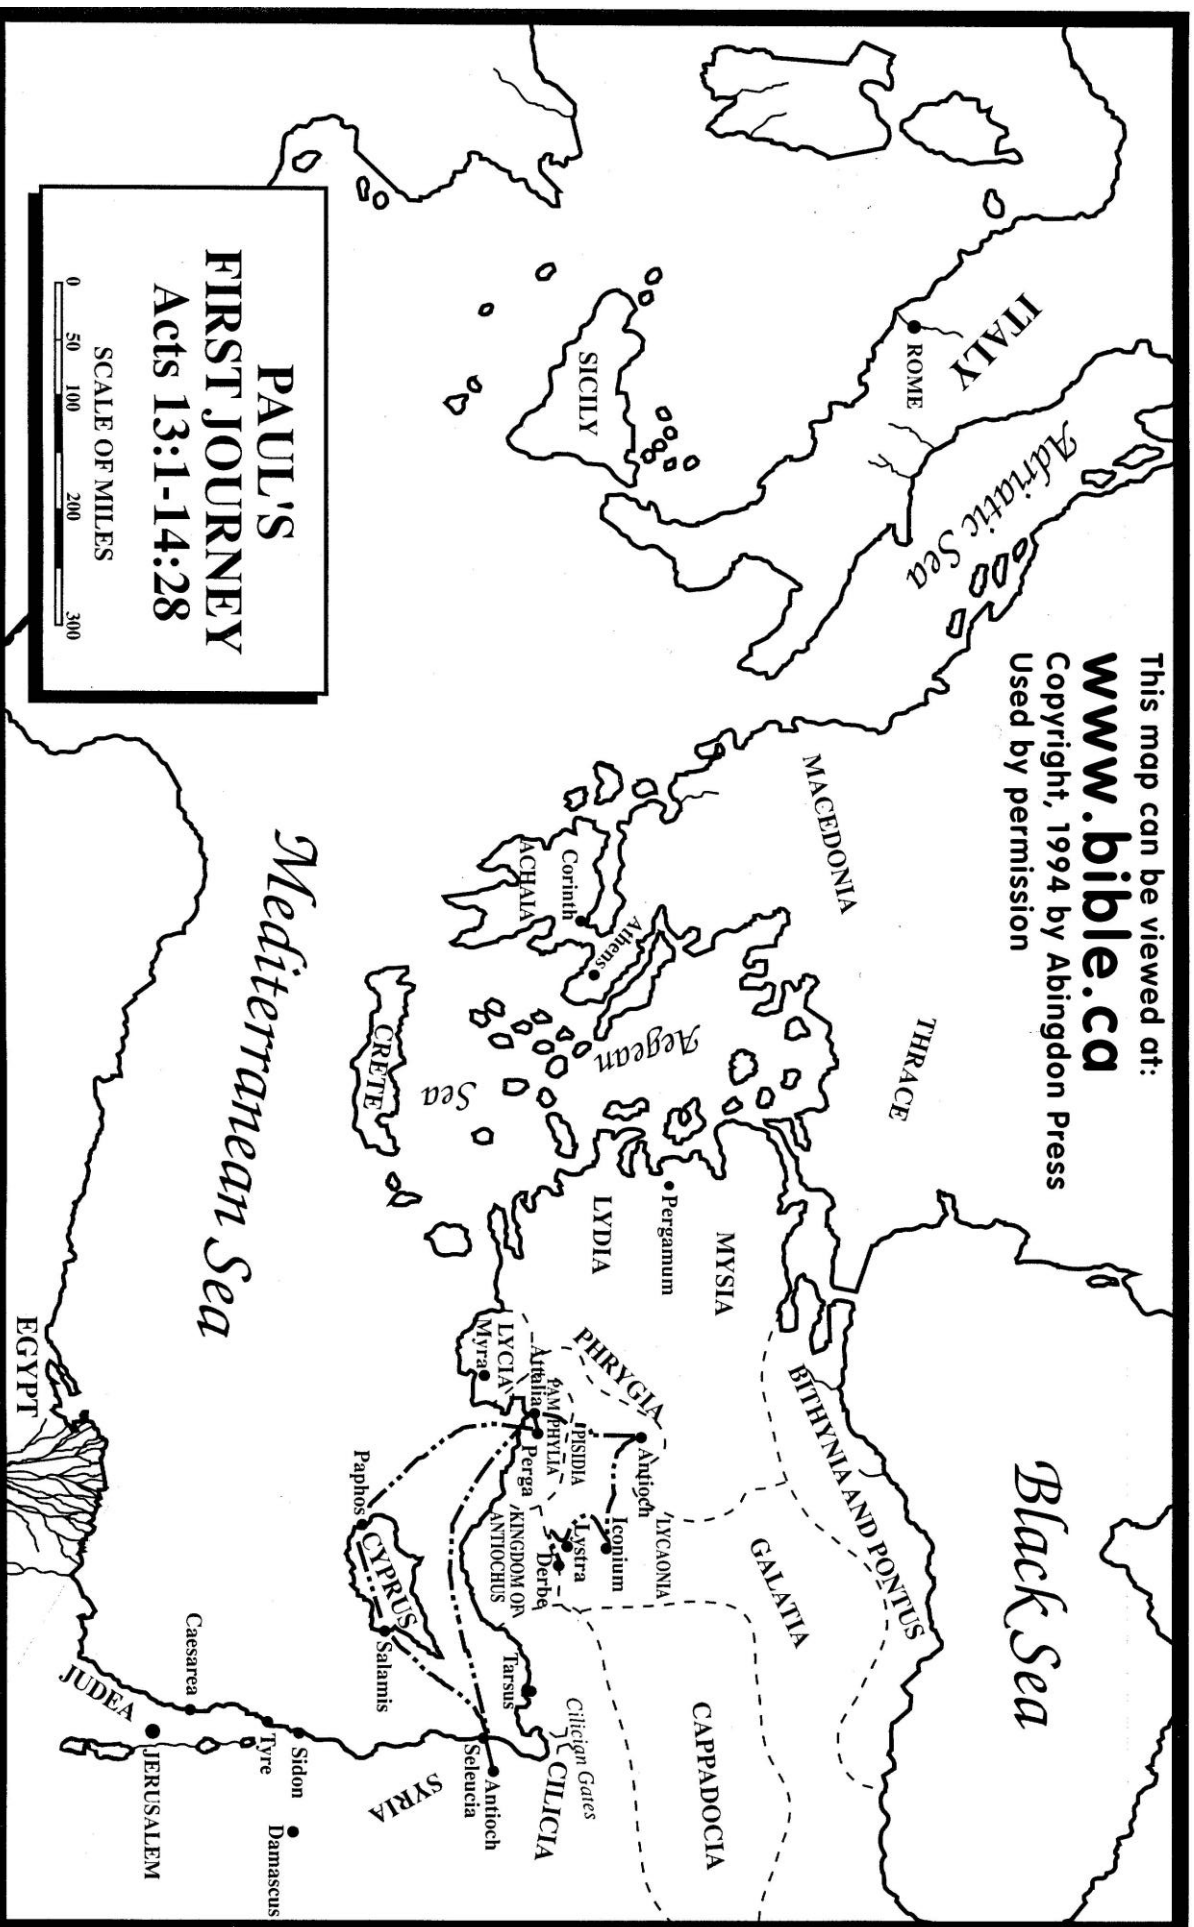 This map can be viewed at:
www.bible.ca
Copyright, 1994 by Abingdon Press
Used by permission
ITALY
ROME
Adriatic Sea
SICILY
MACEDONIA
THRACE
Black Sea
ACHAIA
Corinth
Athens
Aegean
Sea
CRETE
Mediterranean Sea
MYSIA
Pergamum
LYDIA
PHRYGIA
BITHYNIA AND PONTUS
GALATIA
CAPPADOCIA
LYCAONIA
Antioch
Iconium
Lystra
Derbe
PISIDIA
PAM
PHYLIA
Attalia
Perga
LYCIA
Myra
KINGDOM OF
ANTIOCHUS
Tarsus
Cilician Gates
CILICIA
Antioch
Seleucia
SYRIA
CYPRUS
Paphos
Salamis
Sidon
Tyre
Damascus
Caesarea
JUDEA
JERUSALEM
EGYPT
PAUL'S
FIRST JOURNEY
Acts 13:1-14:28
SCALE OF MILES
0 50 100 200 300